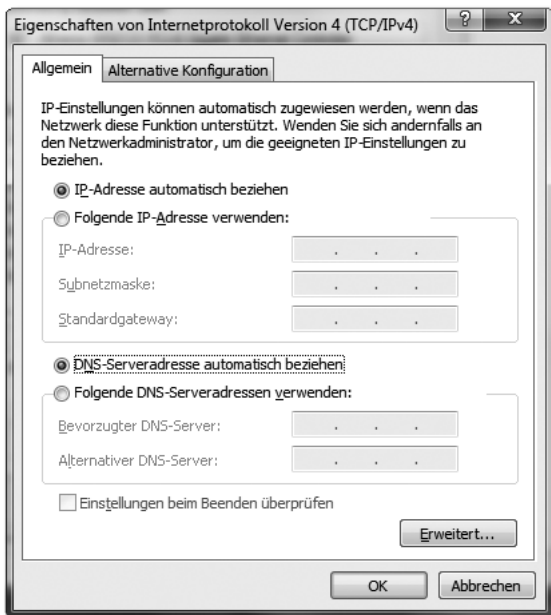 Eigenschaften von Internetprotokoll Version 4 (TCP/IPv4)
Allgemein
Alternative Konfiguration
IP-Einstellungen können automatisch zugewiesen werden, wenn das
Netzwerk diese Funktion unterstützt. Wenden Sie sich andernfalls an
den Netzwerkadministrator, um die geeigneten IP-Einstellungen zu
beziehen.
IP-Adresse automatisch beziehen
Folgende IP-Adresse verwenden:
IP-Adresse:
Subnetzmaske:
Standardgateway:
DNS-Serveradresse automatisch beziehen
Folgende DNS-Serveradressen verwenden:
Bevorzugter DNS-Server:
Alternativer DNS-Server:
Einstellungen beim Beenden überprüfen
Erweitert...
OK
Abbrechen